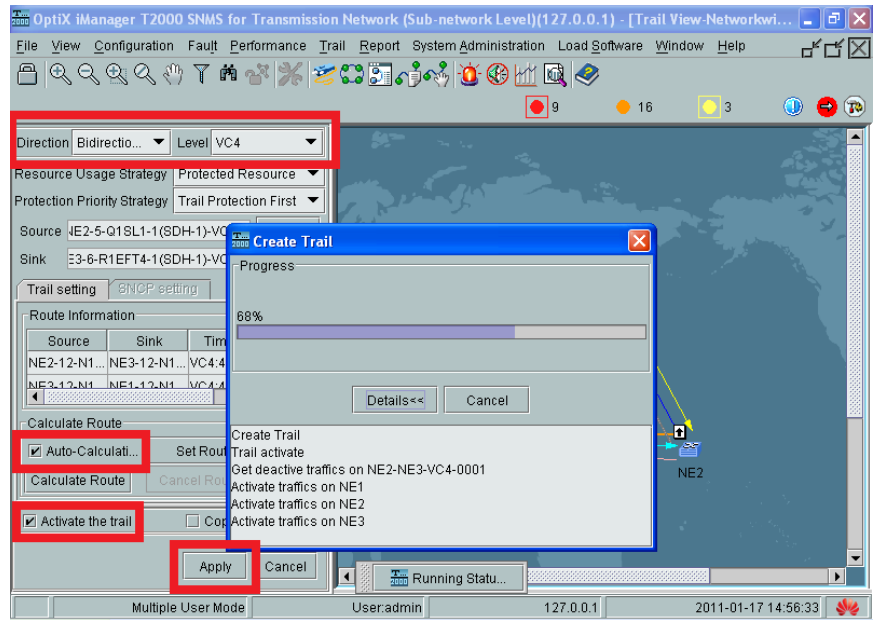 OptiX iManager T2000 SNMS for Transmission Network (Sub-network Level)(127.0.0.1) - [Trail View-Networkwi...
File View Configuration Fault Performance Trail Report System Administration Load Software Window Help
9 16 3
Direction Bidirectio... Level VC4
Resource Usage Strategy Protected Resource
Protection Priority Strategy Trail Protection First
Source NE2-5-Q1SL1-1(SDH-1)-VC
Sink E3-6-R1EFT4-1(SDH-1)-VC
Trail setting SNCP setting
Route Information
Source Sink Tim
NE2-12-N1... NE3-12-N1... VC4:4
NE3-12-N1 NE1-12-N1 VC4:4
Calculate Route
Auto-Calculati... Set Rout
Calculate Route Cancel Rou
Activate the trail Cop
Apply Cancel
T... 2000 Create Trail
Progress
68%
Details<< Cancel
Create Trail
Trail activate
Get deactive traffics on NE2-NE3-VC4-0001
Activate traffics on NE1
Activate traffics on NE2
Activate traffics on NE3
NE2
T... 2000 Running Statu...
Multiple User Mode User:admin 127.0.0.1 2011-01-17 14:56:33